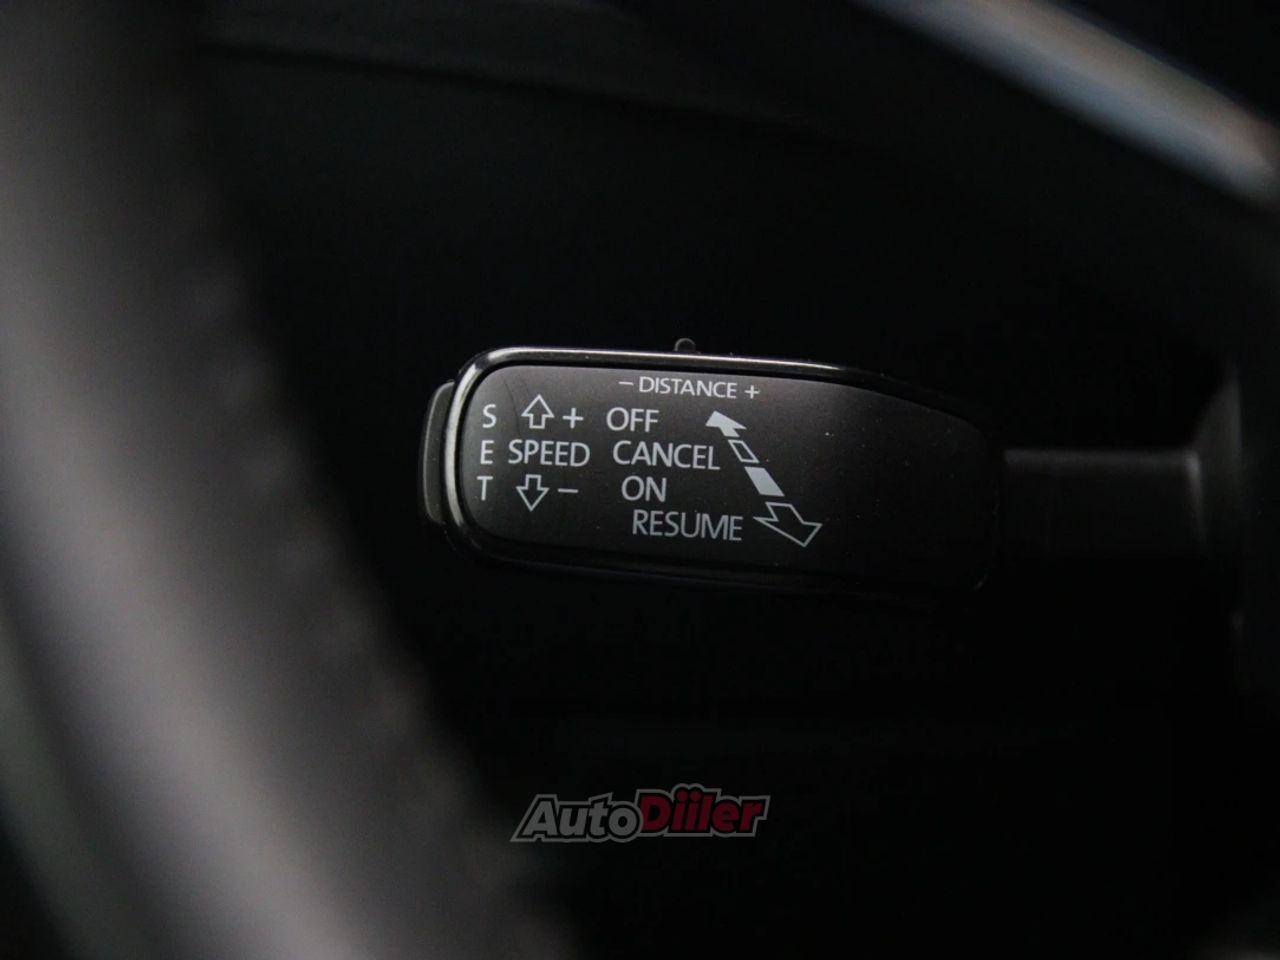 - DISTANCE +
S + OFF
E SPEED CANCEL
T - ON
RESUME
AutoDiiler